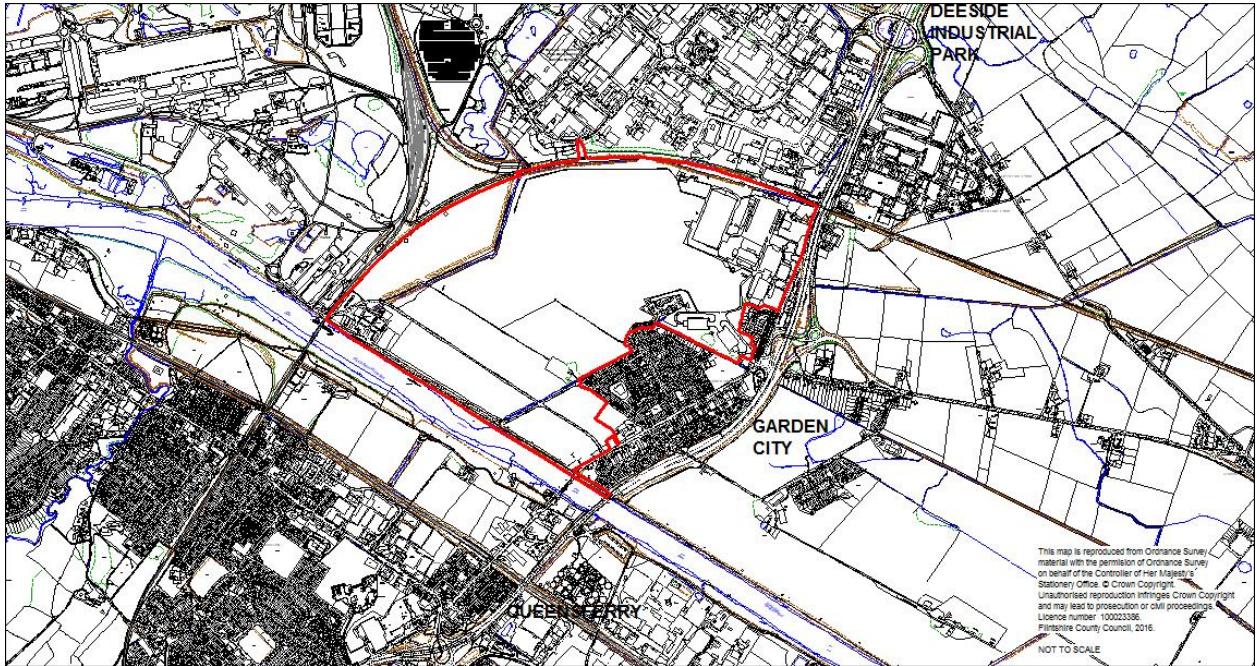 DEESIDE
INDUSTRIAL
PARK
GARDEN
CITY
QUEENSFERRY
This map is reproduced from Ordnance Survey
material with the permission of Ordnance Survey
on behalf of the Controller of Her Majesty's
Stationery Office. © Crown Copyright.
Unauthorised reproduction infringes Crown Copyright
and may lead to prosecution or civil proceedings.
Licence number 100023386.
Flintshire County Council, 2016.
NOT TO SCALE